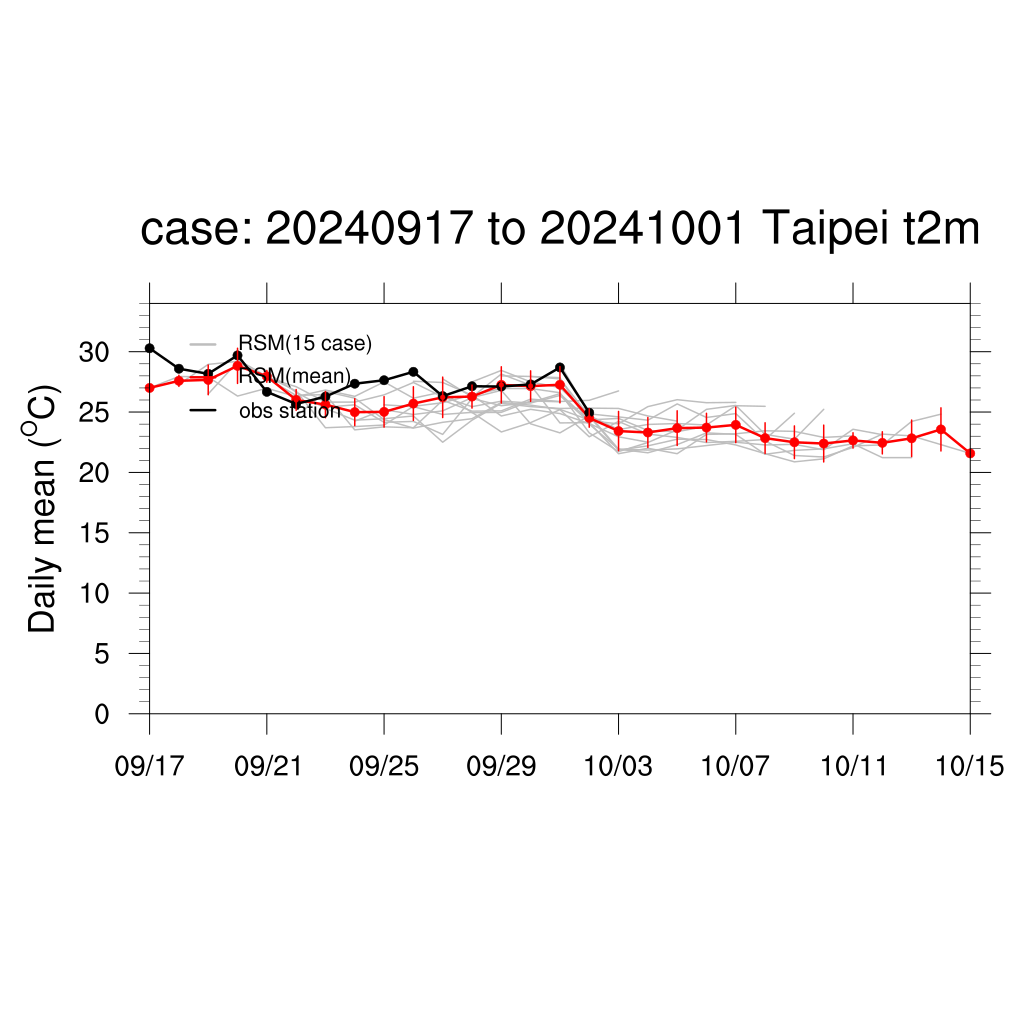 case: 20240917 to 20241001 Taipei t2m
Daily mean (°C)
30
25
20
15
10
5
0
RSM(15 case)
RSM(mean)
obs station
09/17 09/21 09/25 09/29 10/03 10/07 10/11 10/15